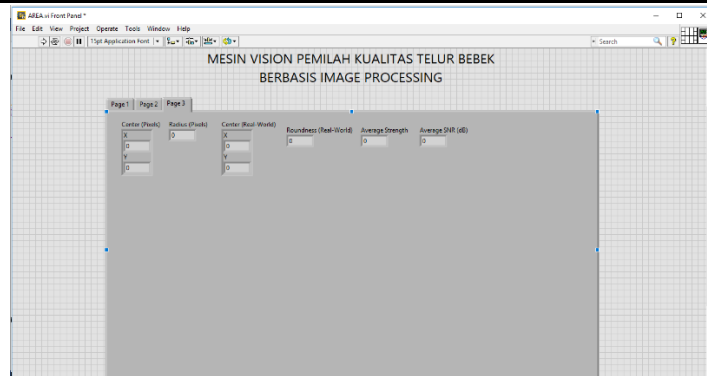 AREA.vi Front Panel *
File Edit View Project Operate Tools Window Help
15pt Application Font
Search
MESIN VISION PEMILAH KUALITAS TELUR BEBEK
BERBASIS IMAGE PROCESSING
Page 1 Page 2 Page 3
Center (Pixels) Radius (Pixels) Center (Real-World) Roundness (Real-World) Average Strength Average SNR (dB)
X 0 X 0 0 0
0 0
Y Y
0 0